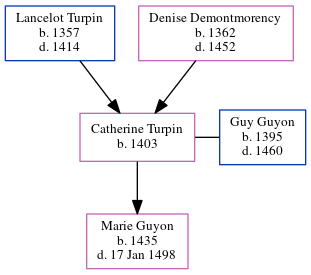 Lancelot Turpin
b. 1357
d. 1414
Denise Demontmorency
b. 1362
d. 1452
Catherine Turpin
b. 1403
Guy Guyon
b. 1395
d. 1460
Marie Guyon
b. 1435
d. 17 Jan 1498